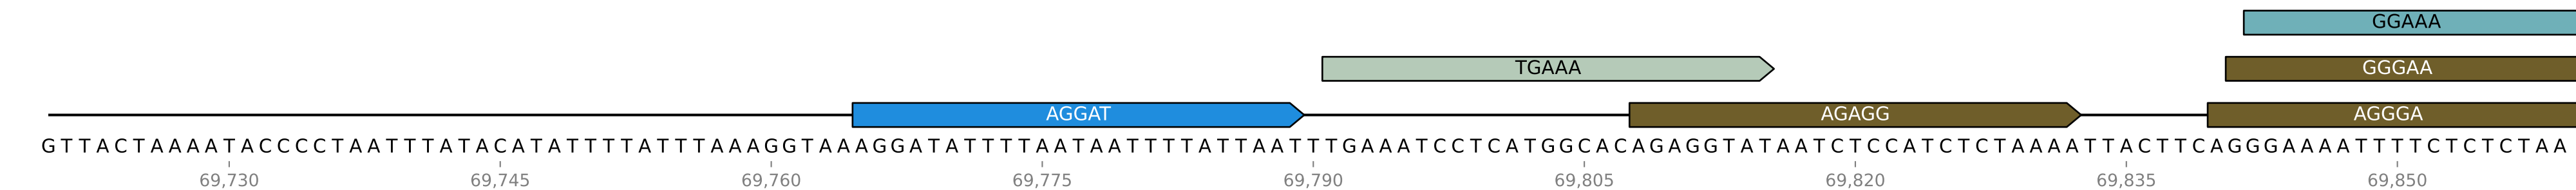 GGAAA
TGAAA GGGAA
AGGAT AGAGG AGGGA
GTTACTAAAATACCCCTAATTTATACATATTTTATTTAAAGGTAAAGGATATTTTAATAATTTTATTAATTTGAAATCCTCATGGCACAGAGGTATAATCTCCATCTCTAAAATTACTTCAGGGAAAATTTTCTCTCTAA
69,730 69,745 69,760 69,775 69,790 69,805 69,820 69,835 69,850